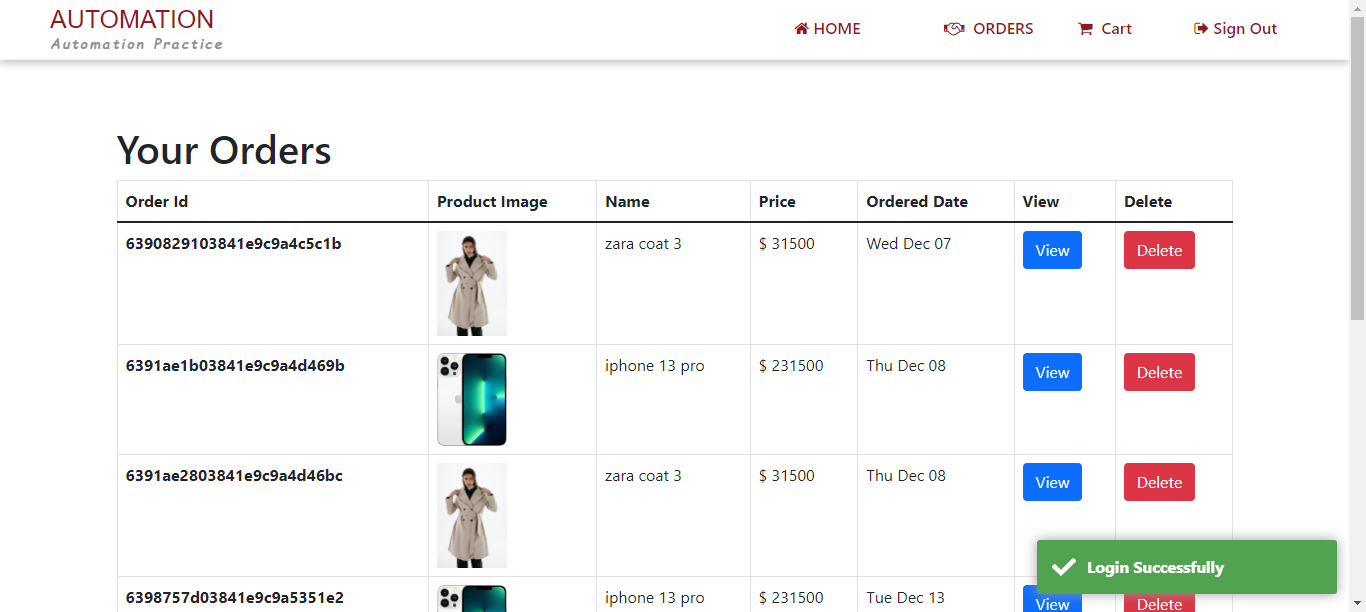 AUTOMATION
Automation Practice
HOME
ORDERS
Cart
Sign Out
Your Orders
Order Id Product Image Name Price Ordered Date View Delete
6390829103841e9c9a4c5c1b zara coat 3 $ 31500 Wed Dec 07 View Delete
6391ae1b03841e9c9a4d469b iphone 13 pro $ 231500 Thu Dec 08 View Delete
6391ae2803841e9c9a4d46bc zara coat 3 $ 31500 Thu Dec 08 View Delete
Login Successfully
6398757d03841e9c9a5351e2 iphone 13 pro $ 231500 Tue Dec 13 View Delete